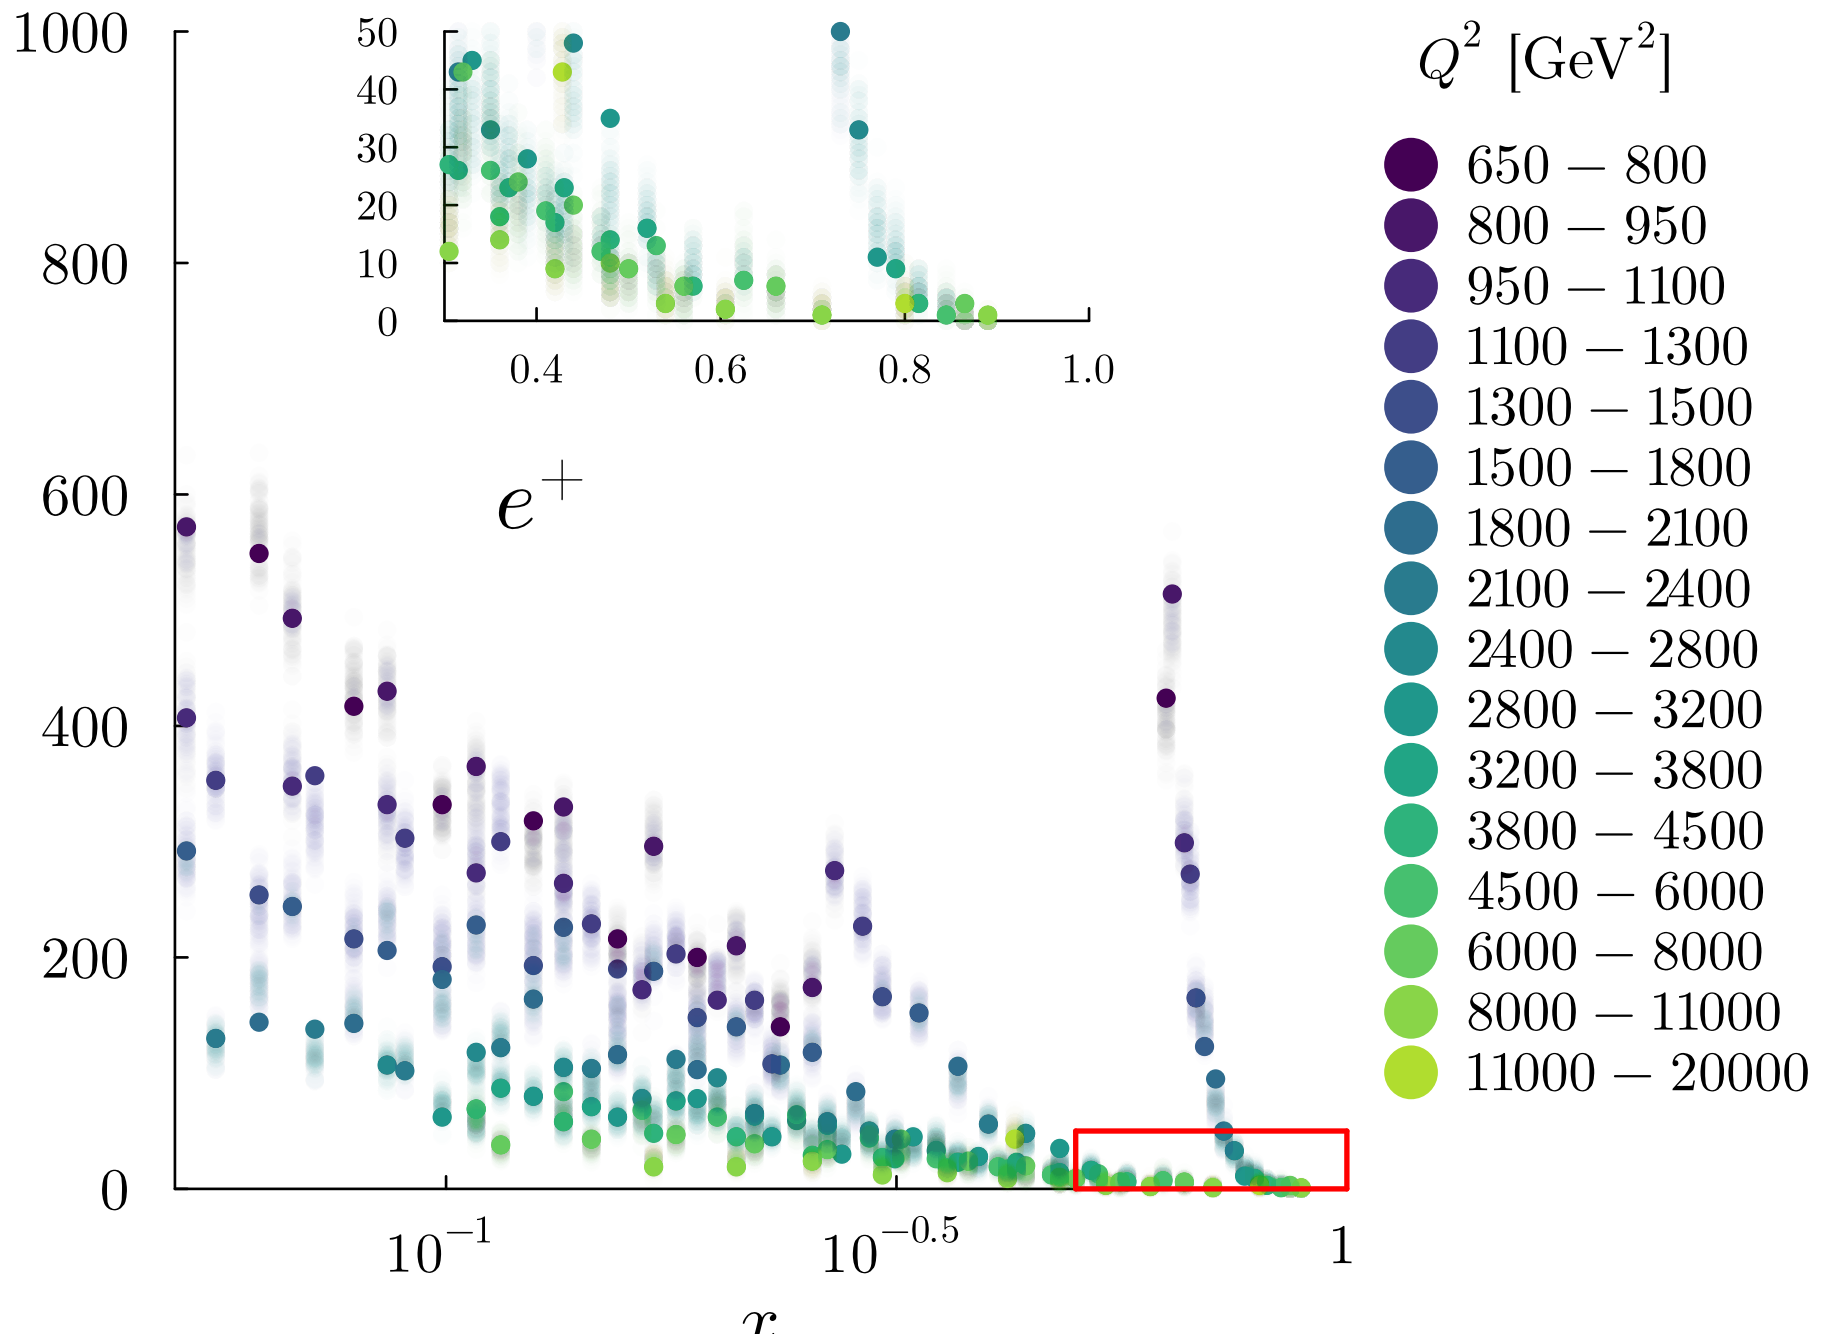 1000
800
600
400
200
0
50
40
30
20
10
0
0.4 0.6 0.8 1.0
e⁺
10⁻¹ 10⁻⁰·⁵ 1
x
Q² [GeV²]
650 – 800
800 – 950
950 – 1100
1100 – 1300
1300 – 1500
1500 – 1800
1800 – 2100
2100 – 2400
2400 – 2800
2800 – 3200
3200 – 3800
3800 – 4500
4500 – 6000
6000 – 8000
8000 – 11000
11000 – 20000